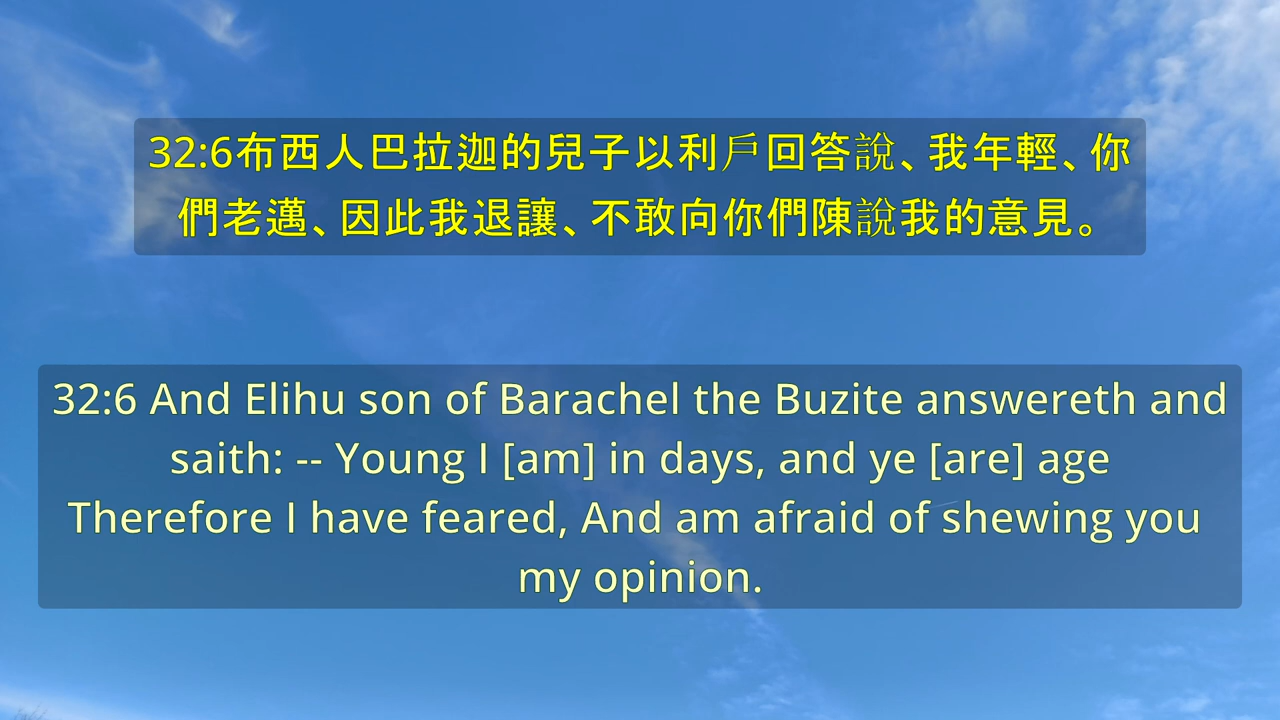 32:6布西人巴拉迦的兒子以利戶回答說、我年輕、你
們老邁、因此我退讓、不敢向你們陳說我的意見。
32:6 And Elihu son of Barachel the Buzite answereth and
saith: -- Young I [am] in days, and ye [are] age
Therefore I have feared, And am afraid of shewing you
my opinion.